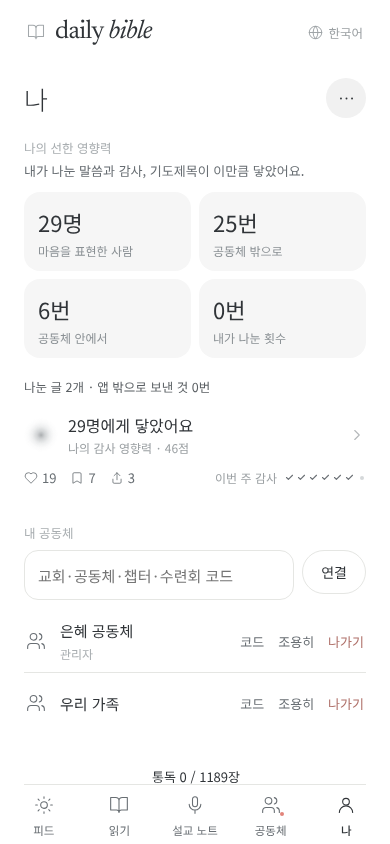 daily bible
한국어
나
···
나의 선한 영향력
내가 나눈 말씀과 감사, 기도제목이 이만큼 닿았어요.
29명
마음을 표현한 사람
25번
공동체 밖으로
6번
공동체 안에서
0번
내가 나눈 횟수
나눈 글 2개 · 앱 밖으로 보낸 것 0번
29명에게 닿았어요
나의 감사 영향력 · 46점
19 7 3 이번 주 감사
내 공동체
교회·공동체·챕터·수련회 코드
연결
은혜 공동체
관리자
코드 조용히 나가기
우리 가족
코드 조용히 나가기
통독 0 / 1189장
피드 읽기 설교 노트 공동체 나